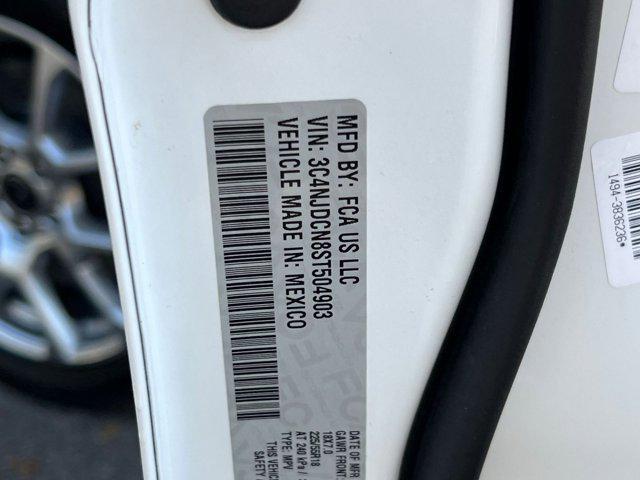 MFD BY: FCA US LLC
VIN: 3C4NJDCN8ST504903
VEHICLE MADE IN: MEXICO
DATE OF MFR
GAWR FRONT
18X7.0
225/55R18
AT 240 kPa /
TYPE: MPV
THIS VEHIC
SAFETY
1494-3836236*